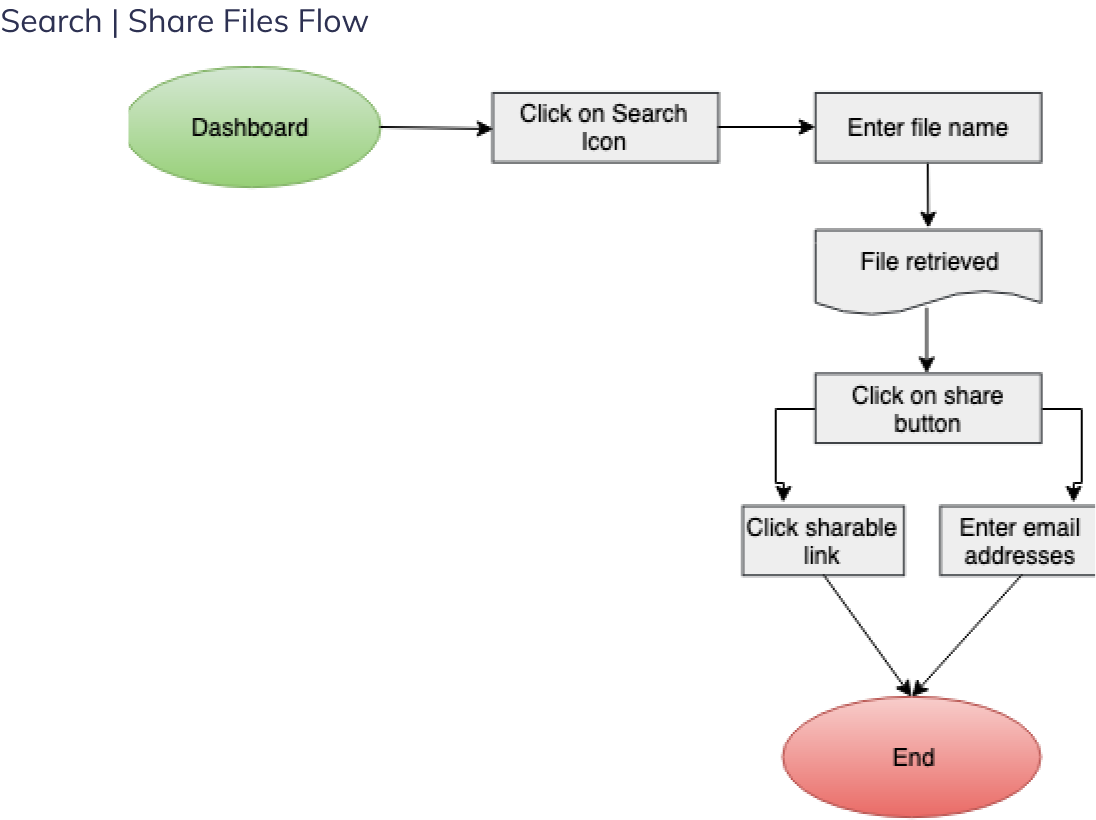 Search | Share Files Flow
Dashboard
Click on Search
Icon
Enter file name
File retrieved
Click on share
button
Click sharable
link
Enter email
addresses
End